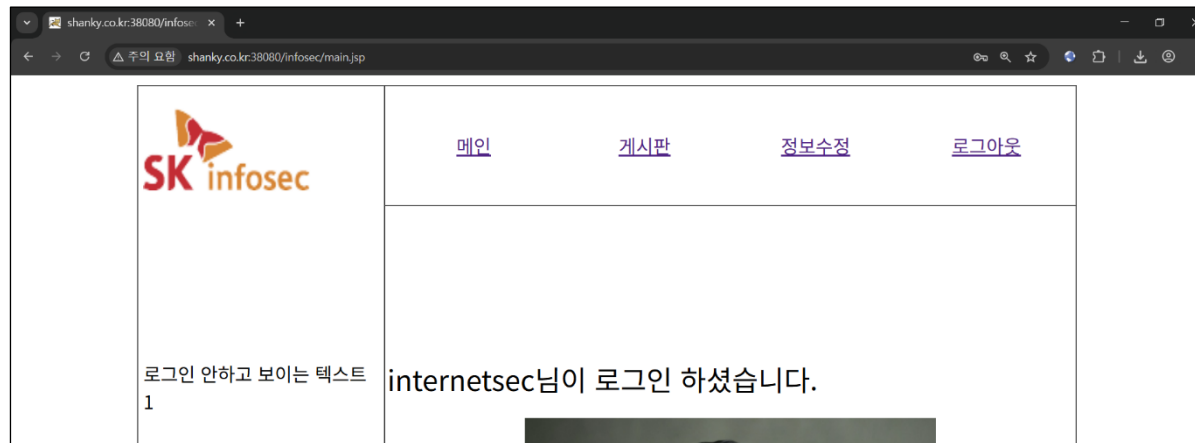 shanky.co.kr:38080/infosec
주의 요함 shanky.co.kr:38080/infosec/main.jsp
SK infosec
메인 게시판 정보수정 로그아웃
로그인 안하고 보이는 텍스트
1
internetsec님이 로그인 하셨습니다.